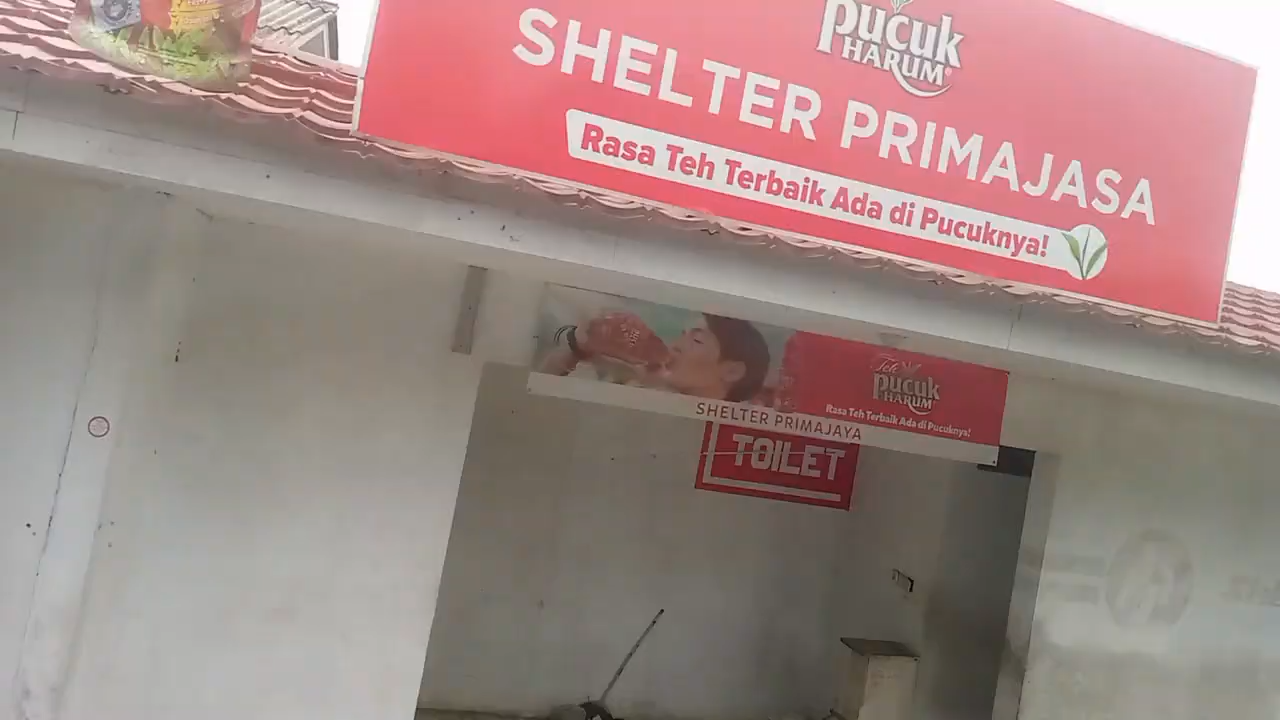 Pucuk
HARUM
SHELTER PRIMAJASA
Rasa Teh Terbaik Ada di Pucuknya!
Teh
Pucuk
HARUM
Rasa Teh Terbaik Ada di Pucuknya!
SHELTER PRIMAJAYA
TOILET